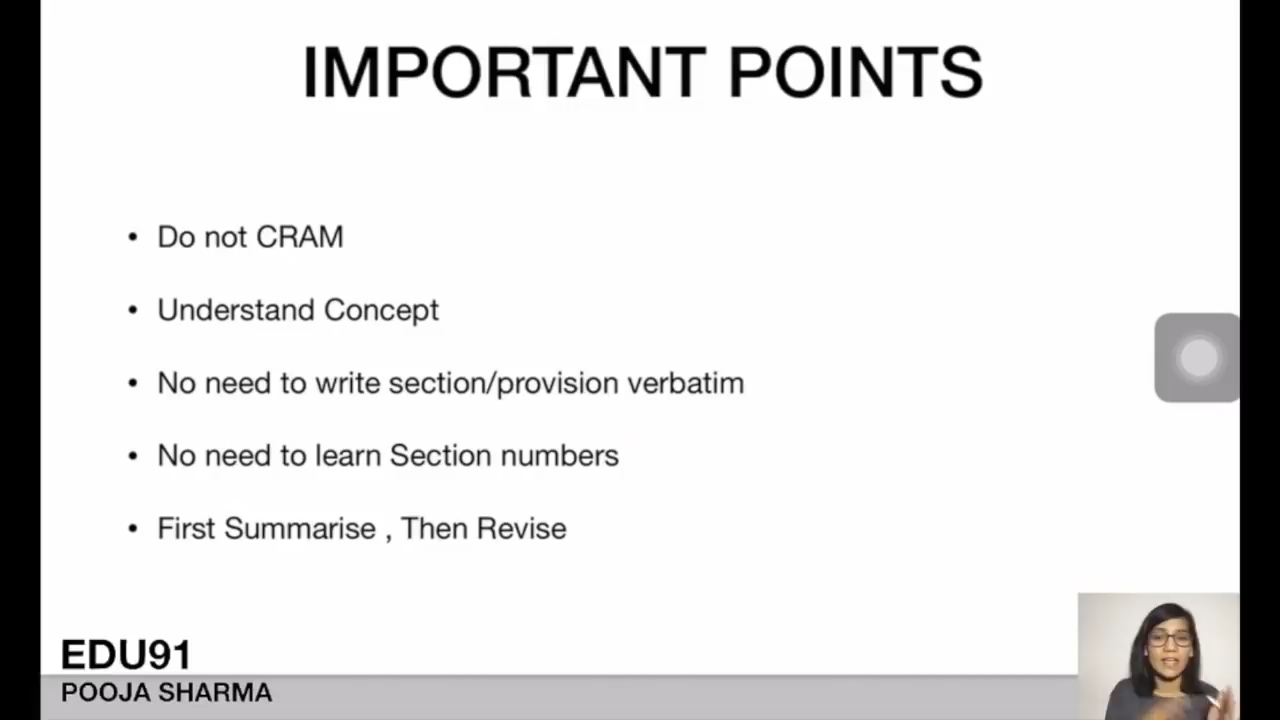 IMPORTANT POINTS
• Do not CRAM
• Understand Concept
• No need to write section/provision verbatim
• No need to learn Section numbers
• First Summarise , Then Revise
EDU91
POOJA SHARMA